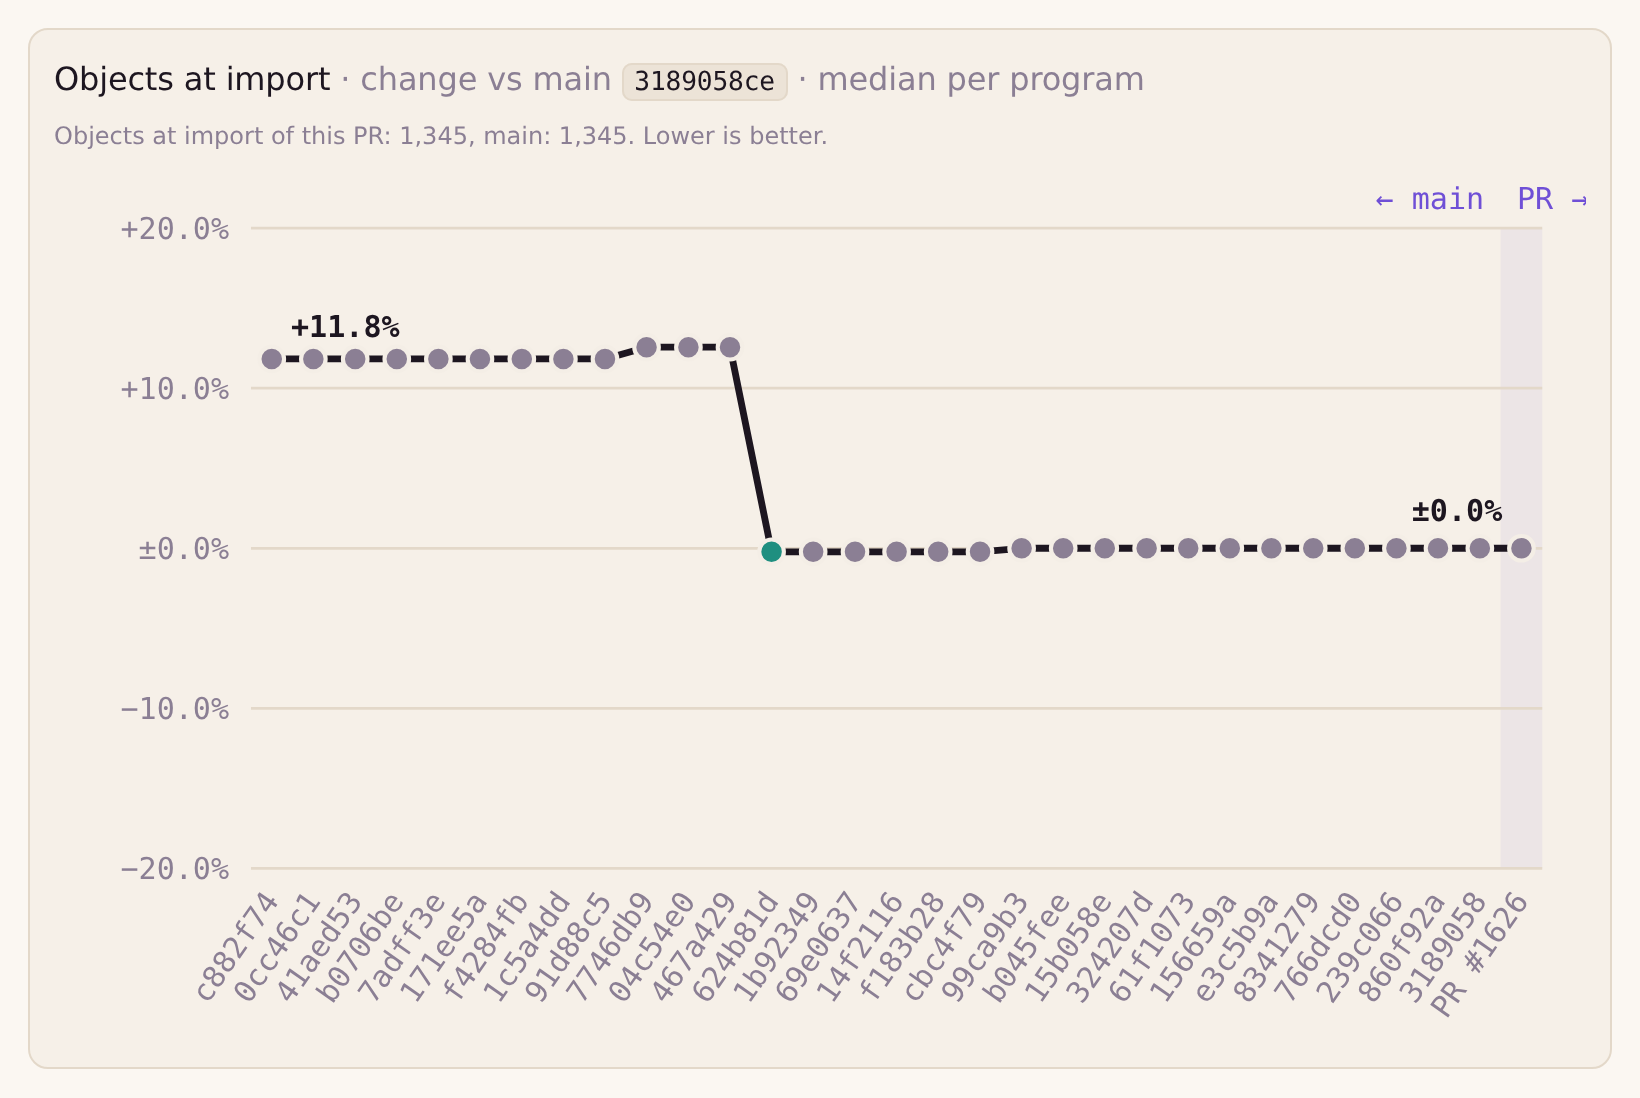 Objects at import · change vs main 3189058ce · median per program
Objects at import of this PR: 1,345, main: 1,345. Lower is better.
← main PR →
+20.0%
+11.8%
+10.0%
±0.0%
±0.0%
−10.0%
−20.0%
c882f74
0cc46c1
41aed53
b0706be
7adff3e
171ee5a
f4284fb
1c5a4dd
91d88c5
7746db9
04c54e0
467a429
624b81d
1b92349
69e0637
14f2116
f183b28
cbc4f79
99ca9b3
b045fee
15b058e
324207d
61f1073
156659a
e3c5b9a
8341279
766dcd0
239c066
860f92a
3189058
PR #1626